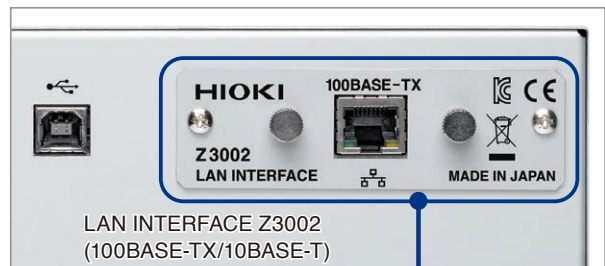 HIOKI
100BASE-TX
CE
Z3002
LAN INTERFACE
MADE IN JAPAN
LAN INTERFACE Z3002
(100BASE-TX/10BASE-T)